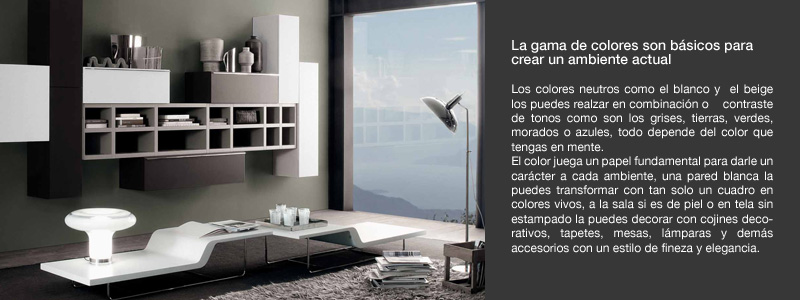 La gama de colores son básicos para
crear un ambiente actual
Los colores neutros como el blanco y el beige
los puedes realzar en combinación o contraste
de tonos como son los grises, tierras, verdes,
morados o azules, todo depende del color que
tengas en mente.
El color juega un papel fundamental para darle un
carácter a cada ambiente, una pared blanca la
puedes transformar con tan solo un cuadro en
colores vivos, a la sala si es de piel o en tela sin
estampado la puedes decorar con cojines deco-
rativos, tapetes, mesas, lámparas y demás
accesorios con un estilo de fineza y elegancia.